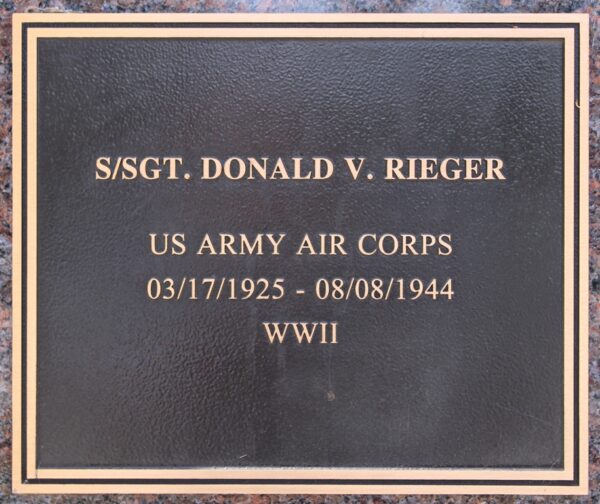 S/SGT. DONALD V. RIEGER
US ARMY AIR CORPS
03/17/1925 - 08/08/1944
WWII